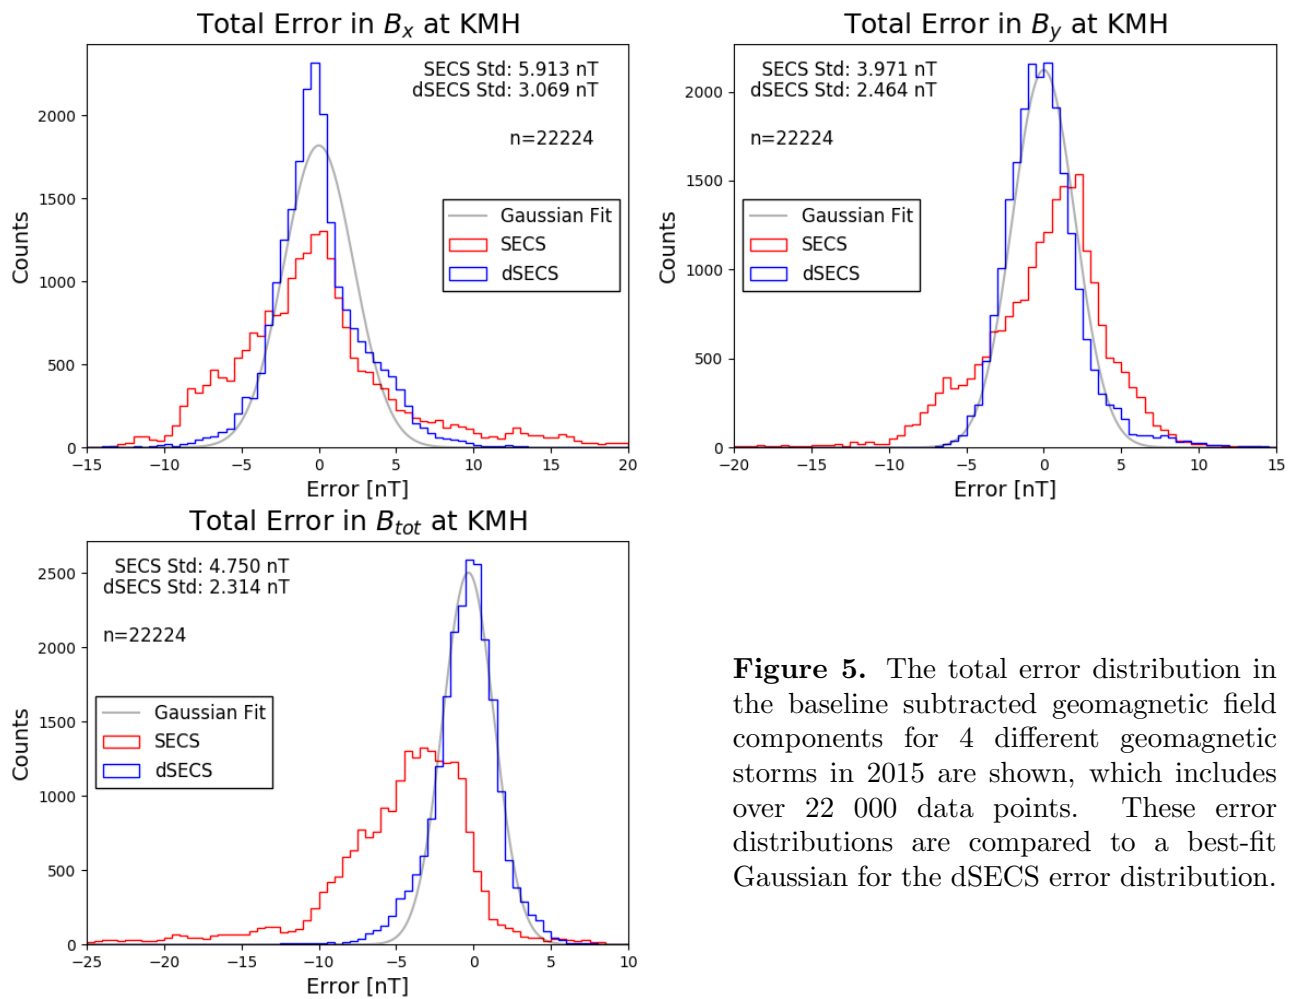 Total Error in Bx at KMH
SECS Std: 5.913 nT
dSECS Std: 3.069 nT
n=22224
Gaussian Fit
SECS
dSECS
Counts
2000
1500
1000
500
0
−15 −10 −5 0 5 10 15 20
Error [nT]
Total Error in By at KMH
SECS Std: 3.971 nT
dSECS Std: 2.464 nT
n=22224
Gaussian Fit
SECS
dSECS
Counts
2000
1500
1000
500
0
−20 −15 −10 −5 0 5 10 15
Error [nT]
Total Error in Btot at KMH
SECS Std: 4.750 nT
dSECS Std: 2.314 nT
n=22224
Gaussian Fit
SECS
dSECS
Counts
2500
2000
1500
1000
500
0
−25 −20 −15 −10 −5 0 5 10
Error [nT]
Figure 5. The total error distribution in
the baseline subtracted geomagnetic field
components for 4 different geomagnetic
storms in 2015 are shown, which includes
over 22 000 data points. These error
distributions are compared to a best-fit
Gaussian for the dSECS error distribution.